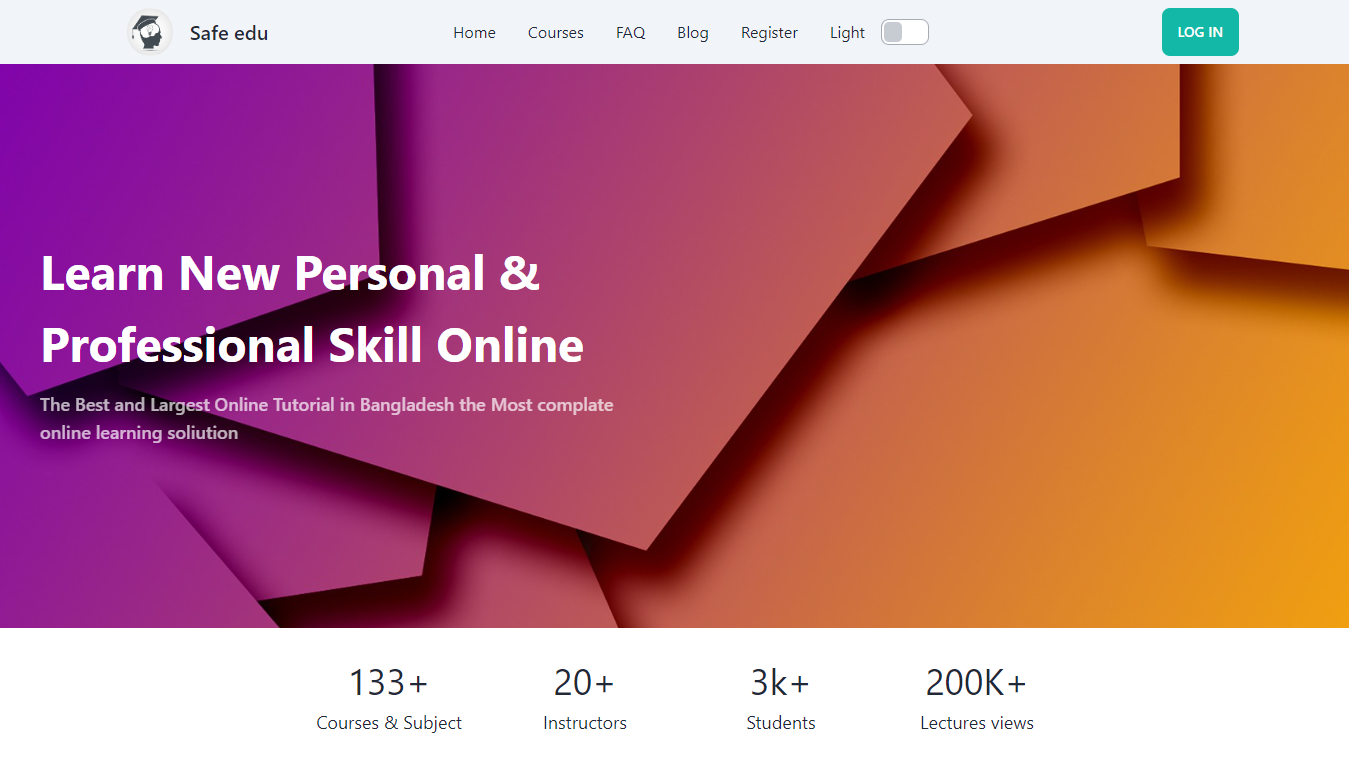 Safe edu
Home
Courses
FAQ
Blog
Register
Light
LOG IN
Learn New Personal &
Professional Skill Online
The Best and Largest Online Tutorial in Bangladesh the Most complate
online learning soliution
133+
Courses & Subject
20+
Instructors
3k+
Students
200K+
Lectures views